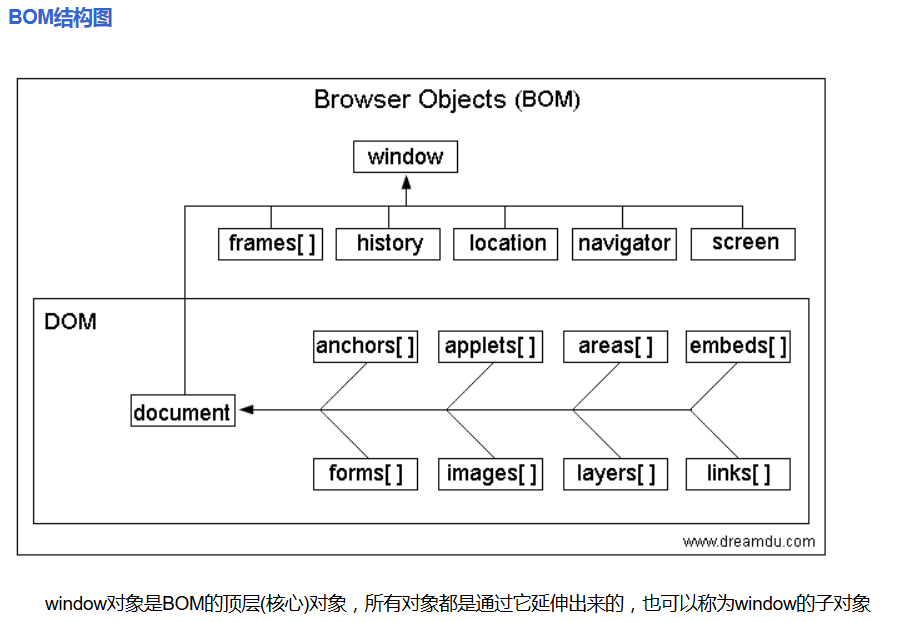 BOM结构图
Browser Objects (BOM)
window
frames[ ] history location navigator screen
DOM
anchors[ ] applets[ ] areas[ ] embeds[ ]
document
forms[ ] images[ ] layers[ ] links[ ]
www.dreamdu.com
window对象是BOM的顶层(核心)对象，所有对象都是通过它延伸出来的，也可以称为window的子对象